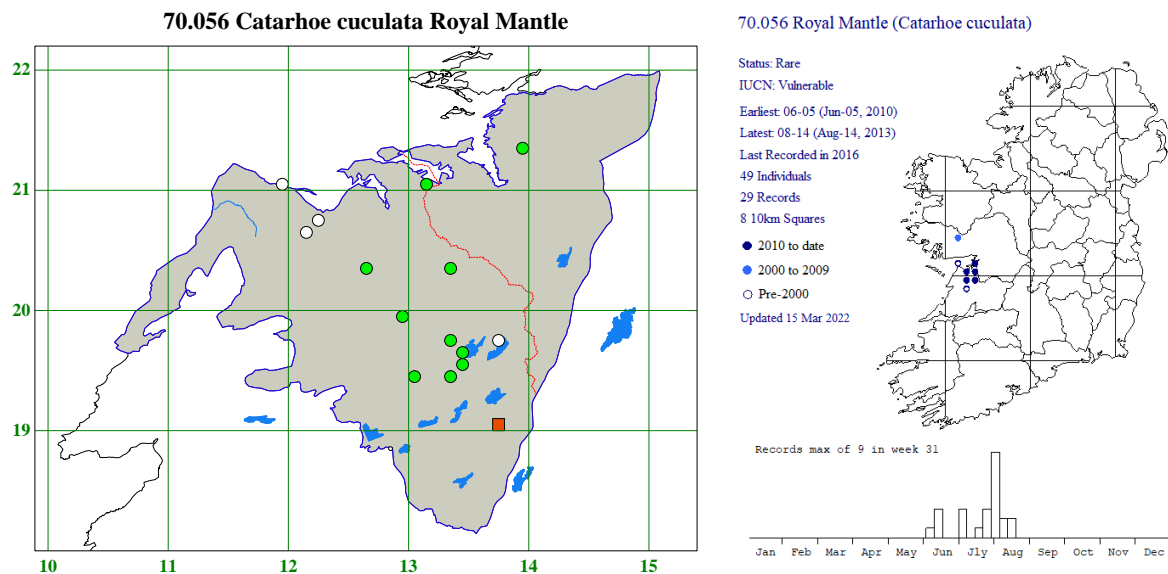 70.056 Catarhoe cuculata Royal Mantle
22
21
20
19
10 11 12 13 14 15
70.056 Royal Mantle (Catarhoe cuculata)
Status: Rare
IUCN: Vulnerable
Earliest: 06-05 (Jun-05, 2010)
Latest: 08-14 (Aug-14, 2013)
Last Recorded in 2016
49 Individuals
29 Records
8 10km Squares
2010 to date
2000 to 2009
Pre-2000
Updated 15 Mar 2022
Records max of 9 in week 31
Jan Feb Mar Apr May Jun Jly Aug Sep Oct Nov Dec